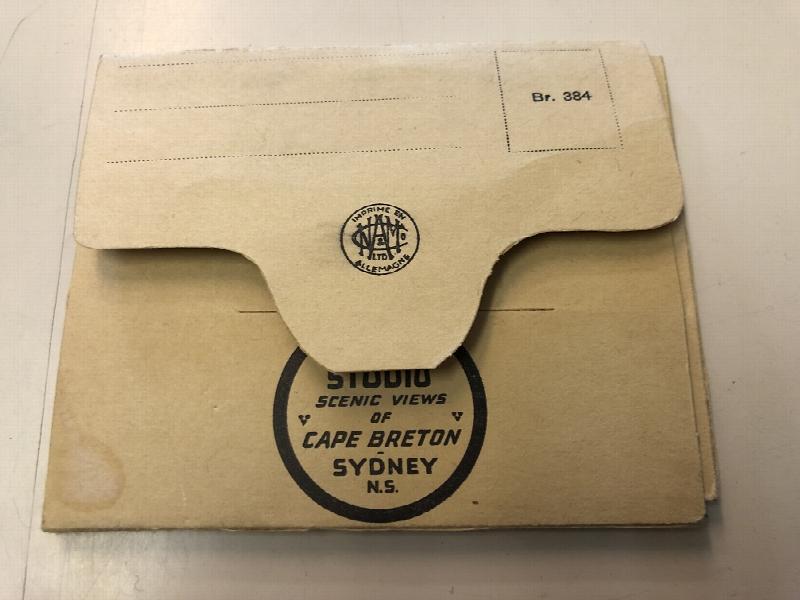 Br. 384
IMPRIMÉ EN
LTD
ALLEMAGNE
STUDIO
SCENIC VIEWS
OF
CAPE BRETON
-
SYDNEY
N.S.